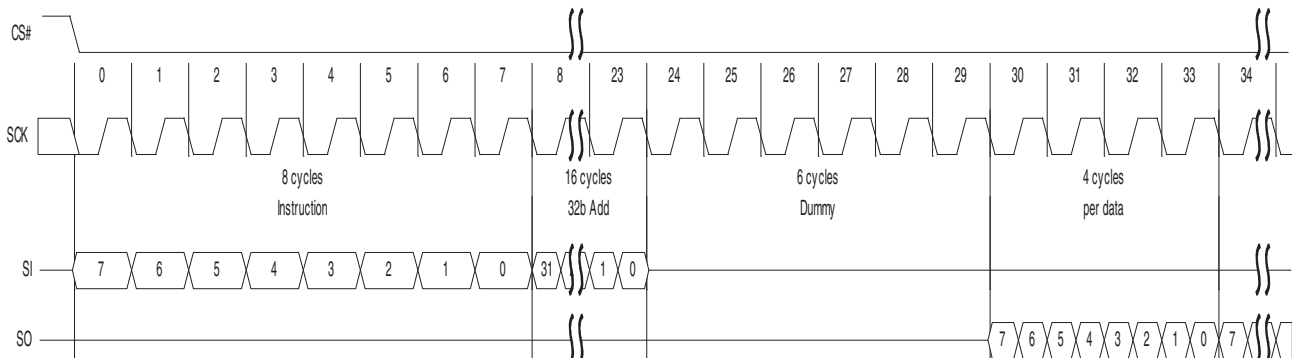 CS#
0 1 2 3 4 5 6 7 8 23 24 25 26 27 28 29 30 31 32 33 34
SCK
8 cycles 16 cycles 6 cycles 4 cycles
Instruction 32b Add Dummy per data
SI 7 6 5 4 3 2 1 0 31 1 0
SO 7 6 5 4 3 2 1 0 7